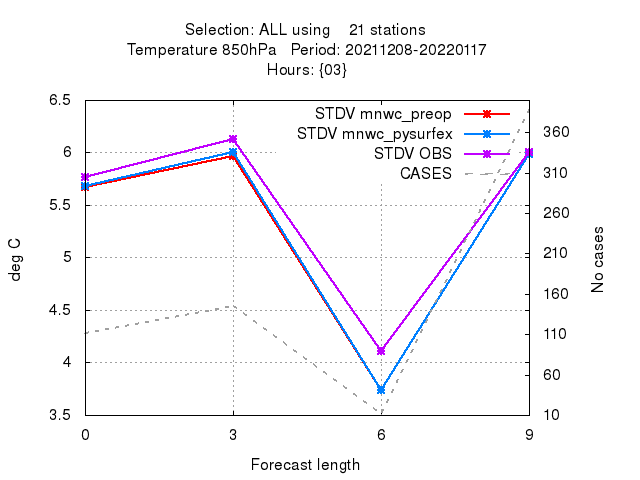 Selection: ALL using 21 stations
Temperature 850hPa Period: 20211208-20220117
Hours: {03}
STDV mnwc_preop
STDV mnwc_pysurfex
STDV OBS
CASES
6.5
6
5.5
5
4.5
4
3.5
deg C
360
310
260
210
160
110
60
10
No cases
0 3 6 9
Forecast length